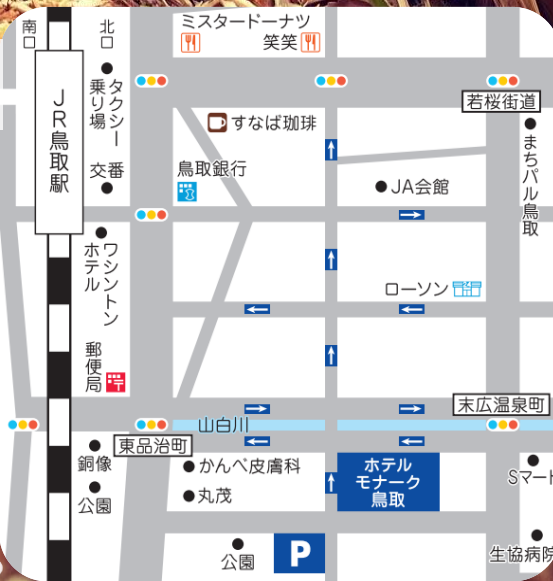 南口
北口
ミスタードーナツ
笑笑
タクシー
乗り場
JR鳥取駅
若桜街道
すなば珈琲
まちパル鳥取
交番
鳥取銀行
JA会館
ワシントン
ホテル
ローソン
郵便局
末広温泉町
山白川
東品治町
銅像
かんべ皮膚科
ホテル
モナーク
鳥取
Sマート
公園
丸茂
公園
P
生協病院